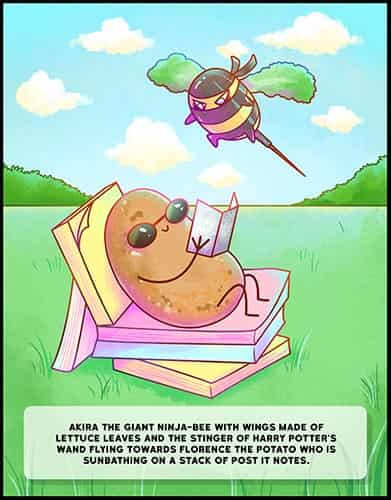 AKIRA THE GIANT NINJA-BEE WITH WINGS MADE OF
LETTUCE LEAVES AND THE STINGER OF HARRY POTTER'S
WAND FLYING TOWARDS FLORENCE THE POTATO WHO IS
SUNBATHING ON A STACK OF POST IT NOTES.